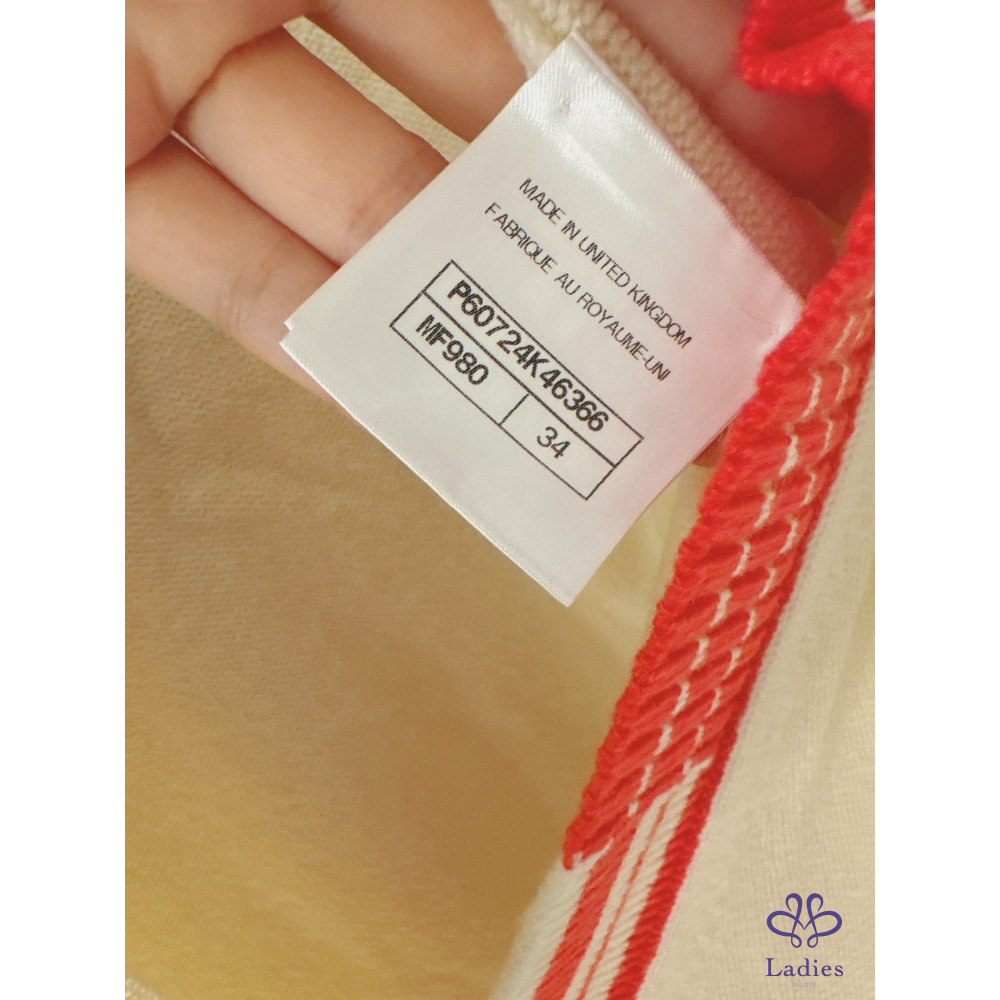 MADE IN UNITED KINGDOM
FABRIQUE AU ROYAUME-UNI
P60724K46366
MF980 34
Ladies